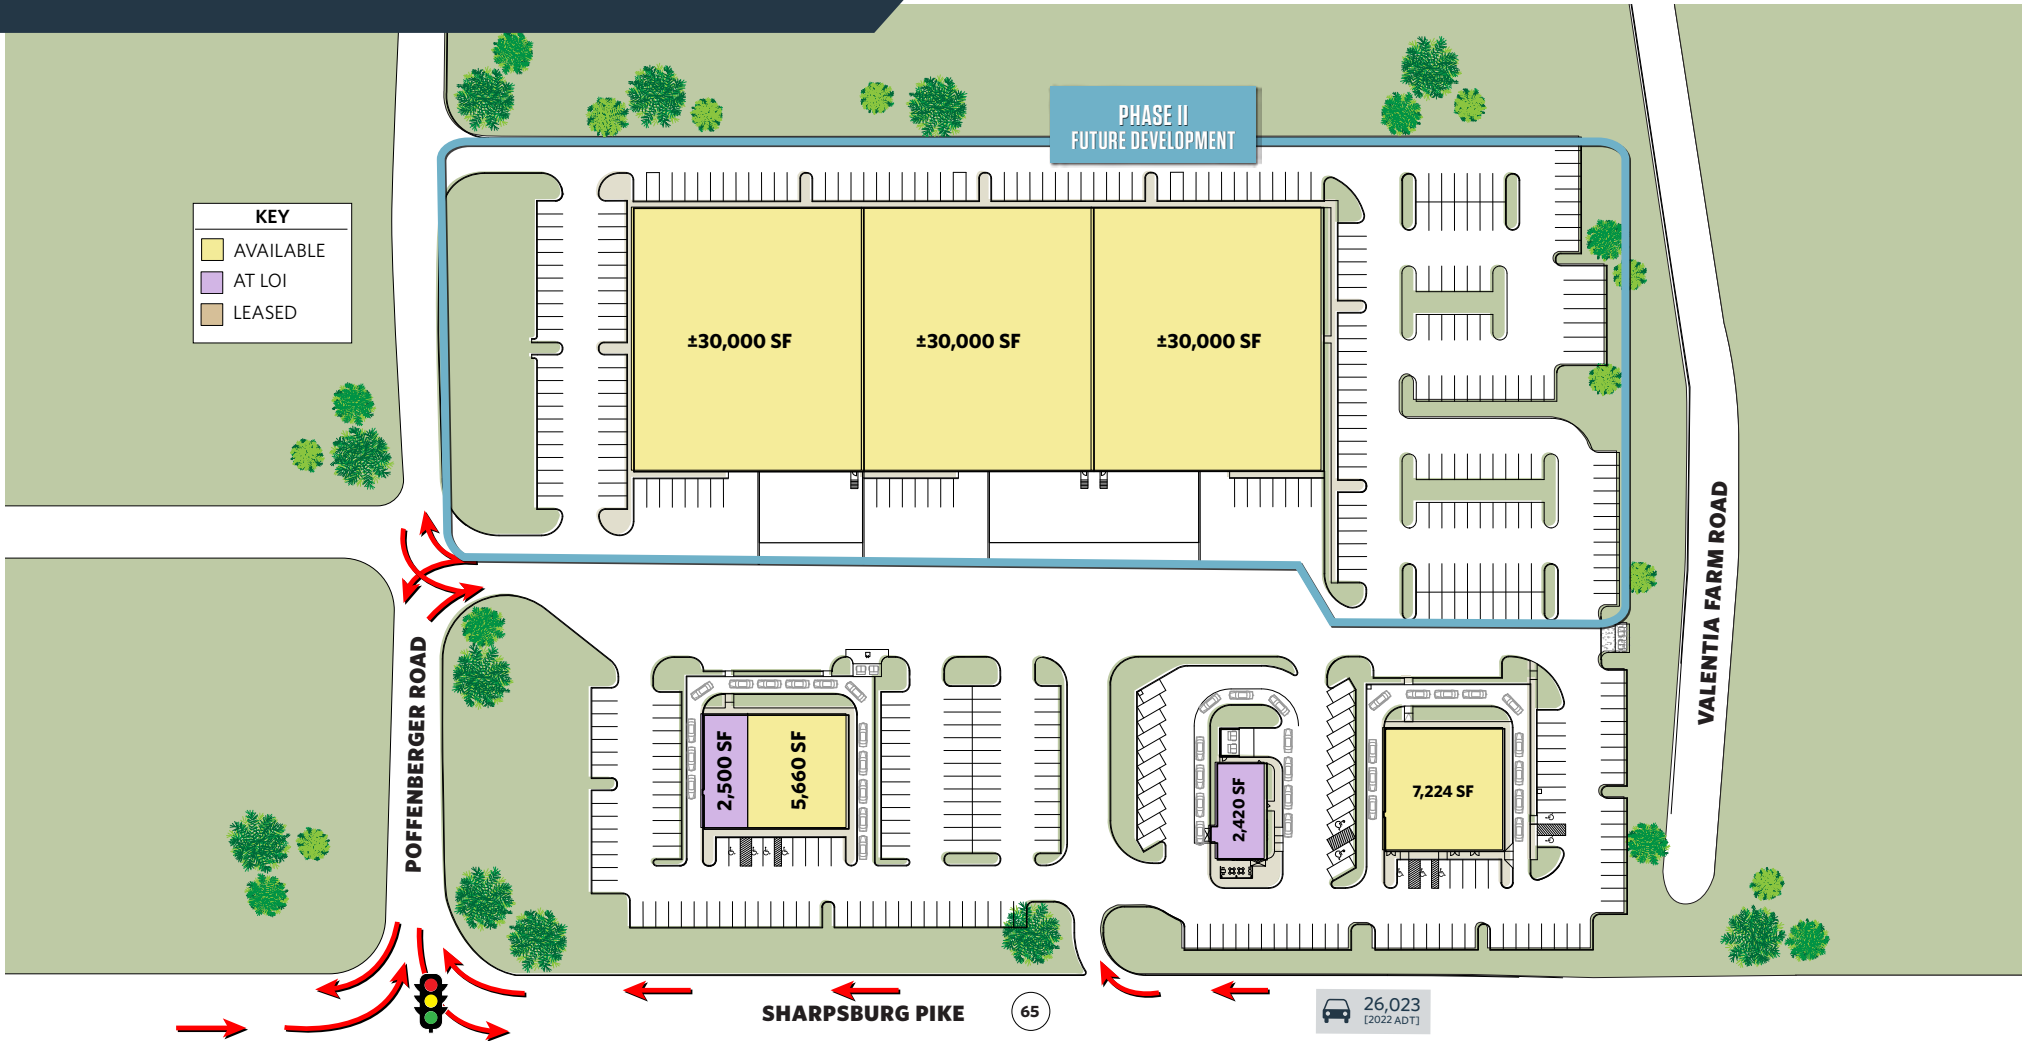 PHASE II
FUTURE DEVELOPMENT
KEY
AVAILABLE
AT LOI
LEASED
±30,000 SF
±30,000 SF
±30,000 SF
POFFENBERGER ROAD
VALENTIA FARM ROAD
2,500 SF
5,660 SF
2,420 SF
7,224 SF
SHARPSBURG PIKE
65
26,023
[2022 ADT]